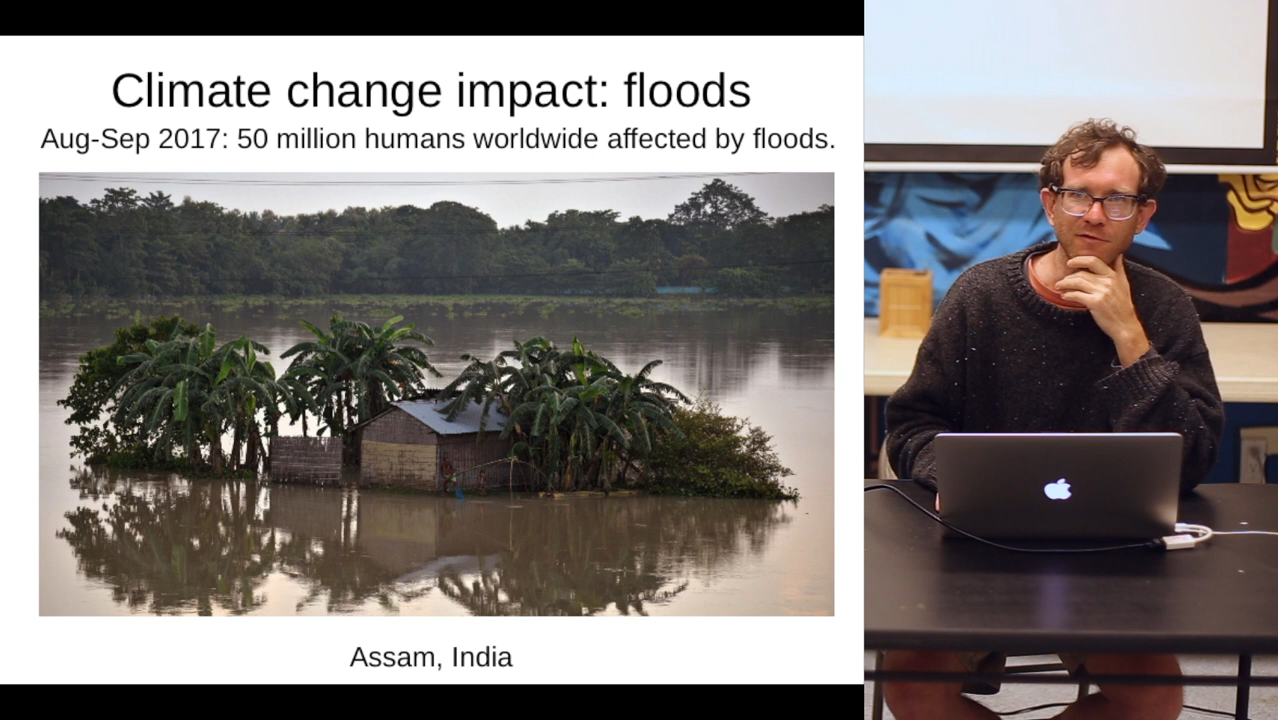 Climate change impact: floods
Aug-Sep 2017: 50 million humans worldwide affected by floods.
Assam, India